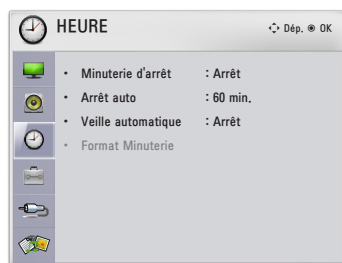 HEURE
Dép. OK
• Minuterie d'arrêt : Arrêt
• Arrêt auto : 60 min.
• Veille automatique : Arrêt
• Format Minuterie